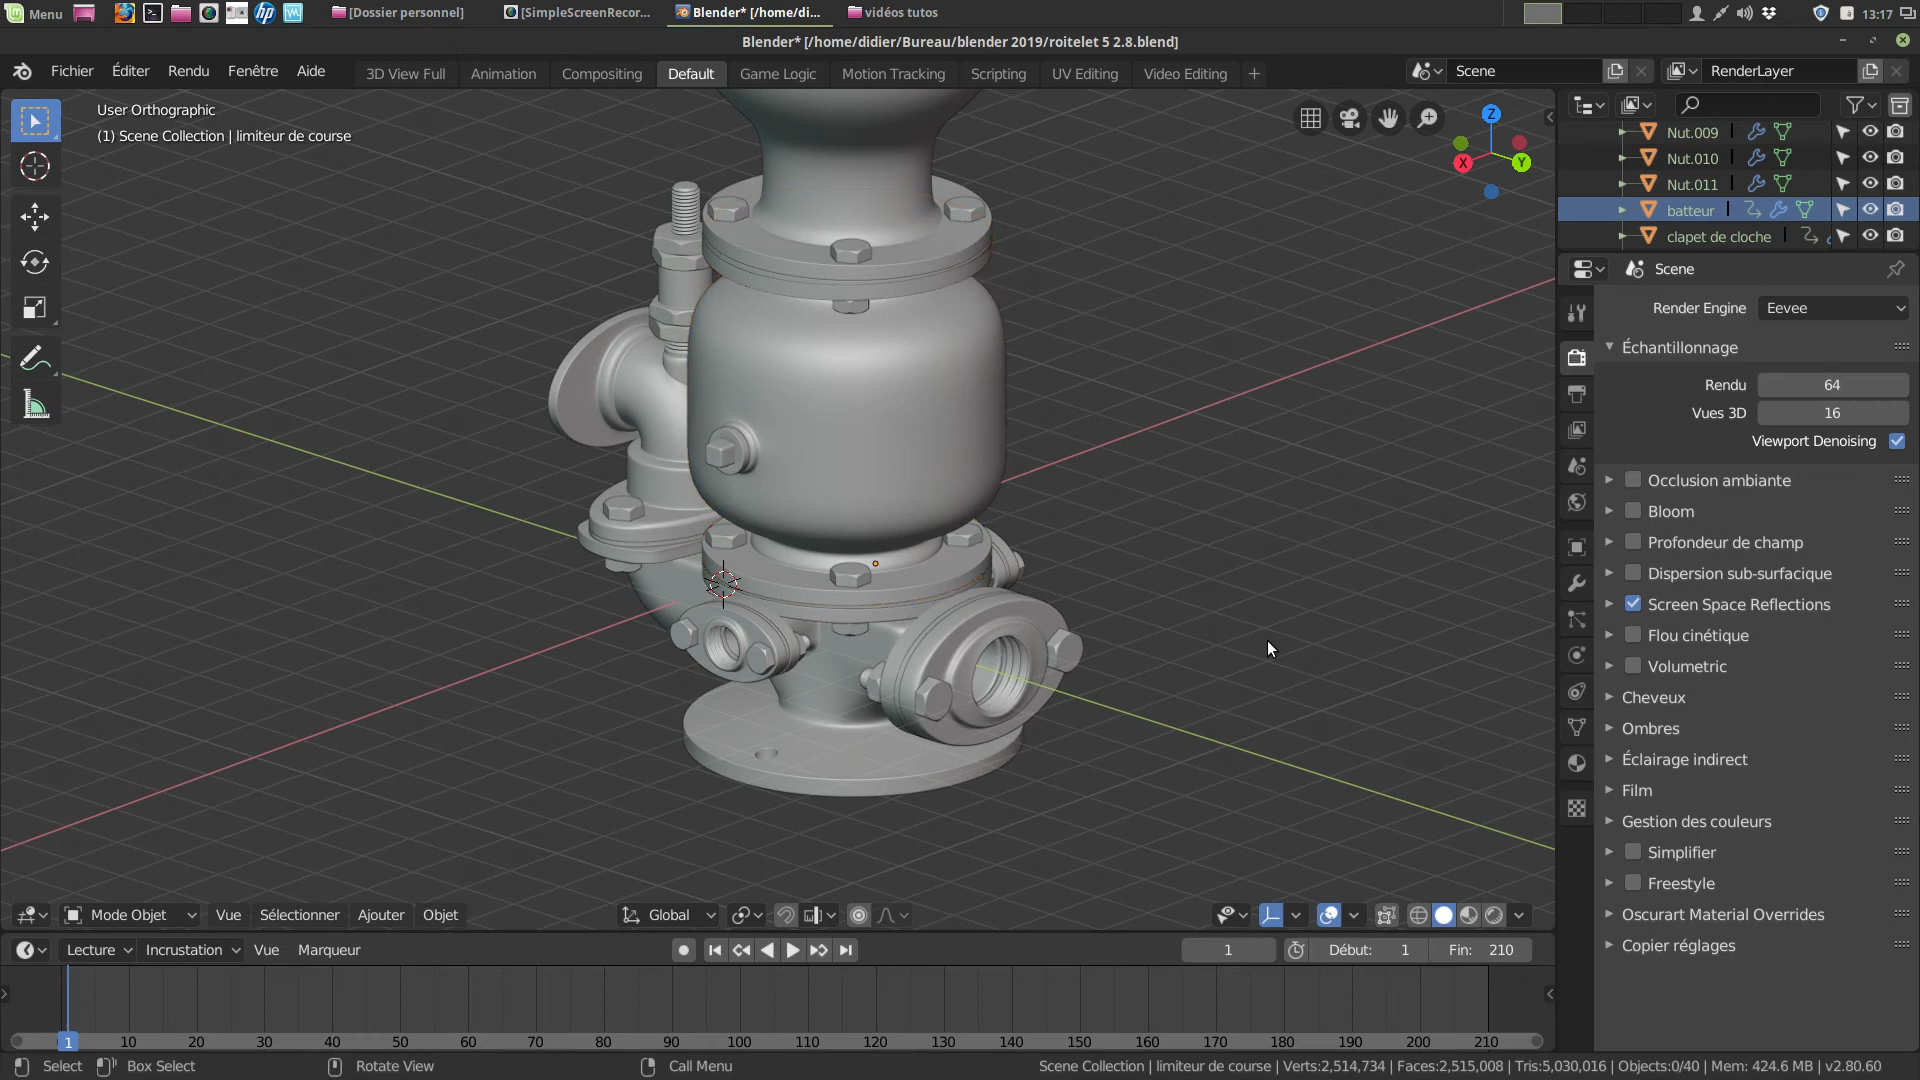 Menu
[Dossier personnel]
[SimpleScreenRecor...
Blender* [/home/di...
vidéos tutos
13:17
Blender* [/home/didier/Bureau/blender 2019/roitelet 5 2.8.blend]
Fichier Éditer Rendu Fenêtre Aide
3D View Full Animation Compositing Default Game Logic Motion Tracking Scripting UV Editing Video Editing +
Scene
RenderLayer
User Orthographic
(1) Scene Collection | limiteur de course
Z
X
Y
Nut.009
Nut.010
Nut.011
batteur
clapet de cloche
Scene
Render Engine Eevee
Échantillonnage
Rendu 64
Vues 3D 16
Viewport Denoising
Occlusion ambiante
Bloom
Profondeur de champ
Dispersion sub-surfacique
Screen Space Reflections
Flou cinétique
Volumetric
Cheveux
Ombres
Éclairage indirect
Film
Gestion des couleurs
Simplifier
Freestyle
Oscurart Material Overrides
Copier réglages
Mode Objet Vue Sélectionner Ajouter Objet Global
Lecture Incrustation Vue Marqueur 1 Début: 1 Fin: 210
1 10 20 30 40 50 60 70 80 90 100 110 120 130 140 150 160 170 180 190 200 210
Select Box Select Rotate View Call Menu Scene Collection | limiteur de course | Verts:2,514,734 | Faces:2,515,008 | Tris:5,030,016 | Objects:0/40 | Mem: 424.6 MB | v2.80.60